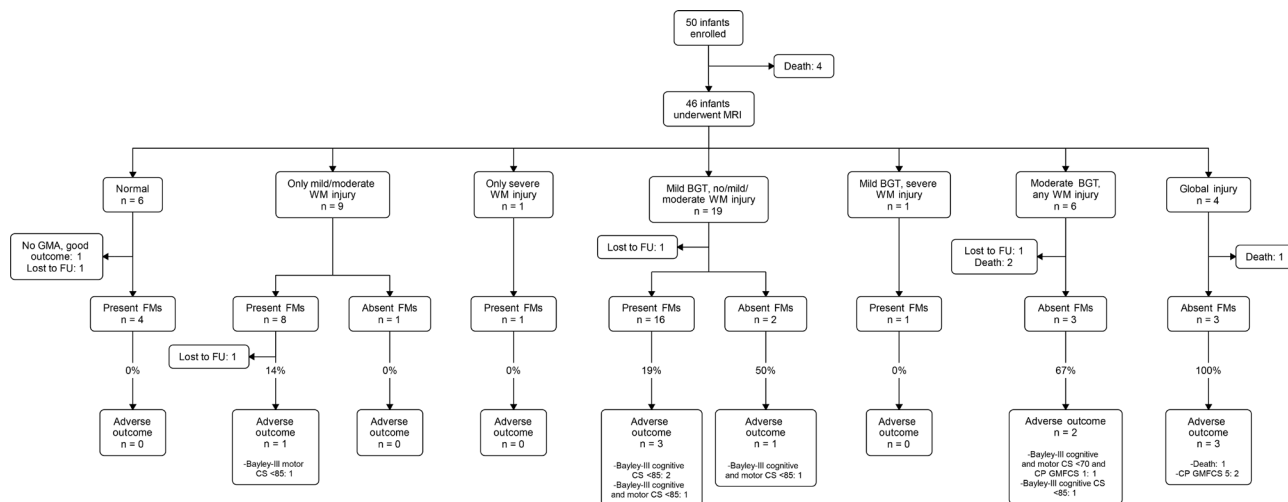 50 infants
enrolled
Death: 4
46 infants
underwent MRI
Normal
n = 6
Only mild/moderate
WM injury
n = 9
Only severe
WM injury
n = 1
Mild BGT, no/mild/
moderate WM injury
n = 19
Mild BGT, severe
WM injury
n = 1
Moderate BGT,
any WM injury
n = 6
Global injury
n = 4
No GMA, good
outcome: 1
Lost to FU: 1
Lost to FU: 1
Lost to FU: 1
Death: 2
Death: 1
Present FMs
n = 4
Present FMs
n = 8
Absent FMs
n = 1
Present FMs
n = 1
Present FMs
n = 16
Absent FMs
n = 2
Present FMs
n = 1
Absent FMs
n = 3
Absent FMs
n = 3
Lost to FU: 1
0%
14%
0%
0%
19%
50%
0%
67%
100%
Adverse
outcome
n = 0
Adverse
outcome
n = 1
-Bayley-III motor
CS <85: 1
Adverse
outcome
n = 0
Adverse
outcome
n = 0
Adverse
outcome
n = 3
-Bayley-III cognitive
CS <85: 2
-Bayley-III cognitive
and motor CS <85: 1
Adverse
outcome
n = 1
-Bayley-III cognitive
and motor CS <85: 1
Adverse
outcome
n = 0
Adverse outcome
n = 2
-Bayley-III cognitive
and motor CS <70 and
CP GMFCS 1: 1
-Bayley-III cognitive CS
<85: 1
Adverse
outcome
n = 3
-Death: 1
-CP GMFCS 5: 2